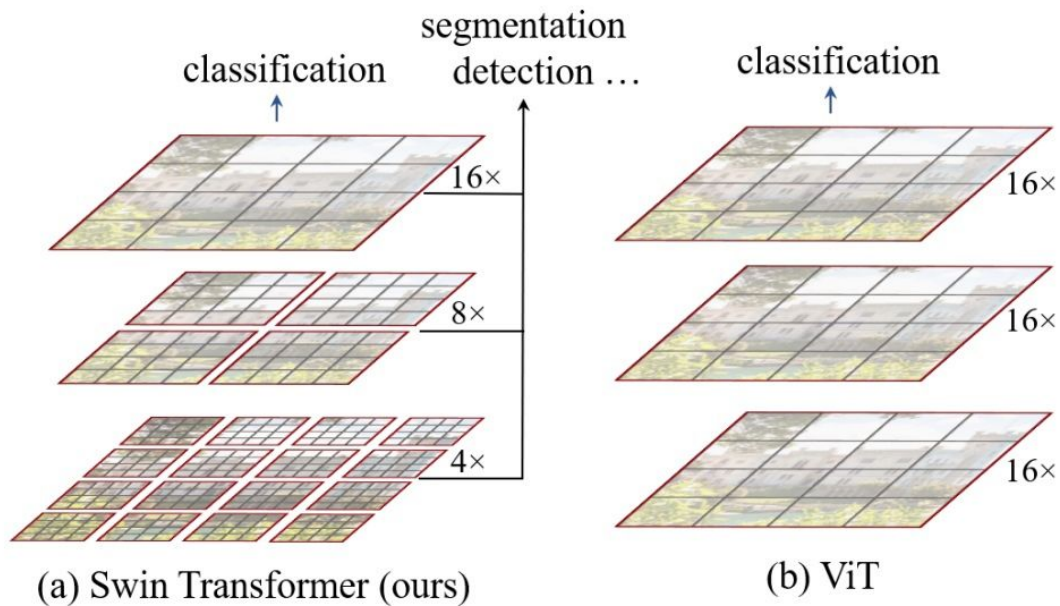 segmentation
classification
detection …
classification
16×
8×
4×
16×
16×
16×
(a) Swin Transformer (ours)
(b) ViT